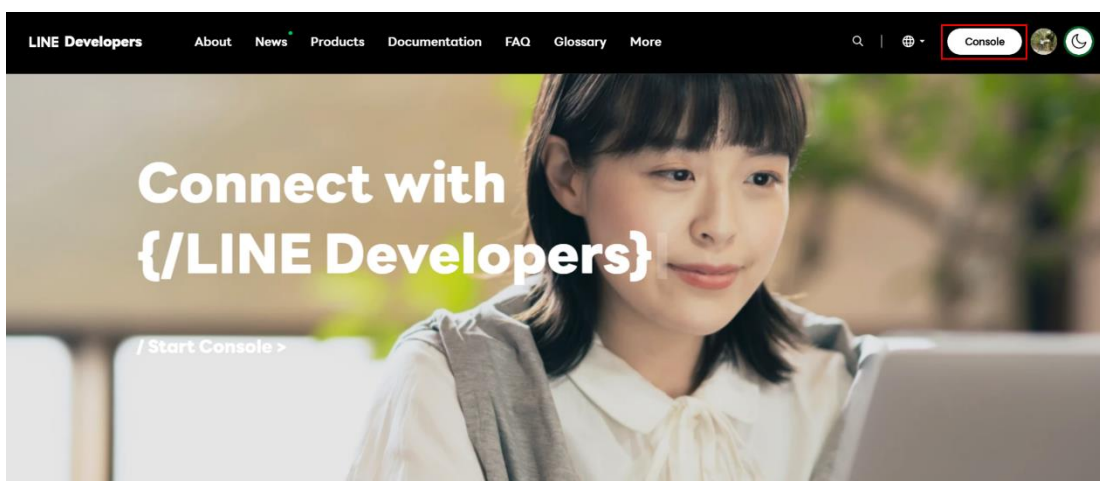 LINE Developers About News Products Documentation FAQ Glossary More Console
Connect with
{/LINE Developers}
/ Start Console >